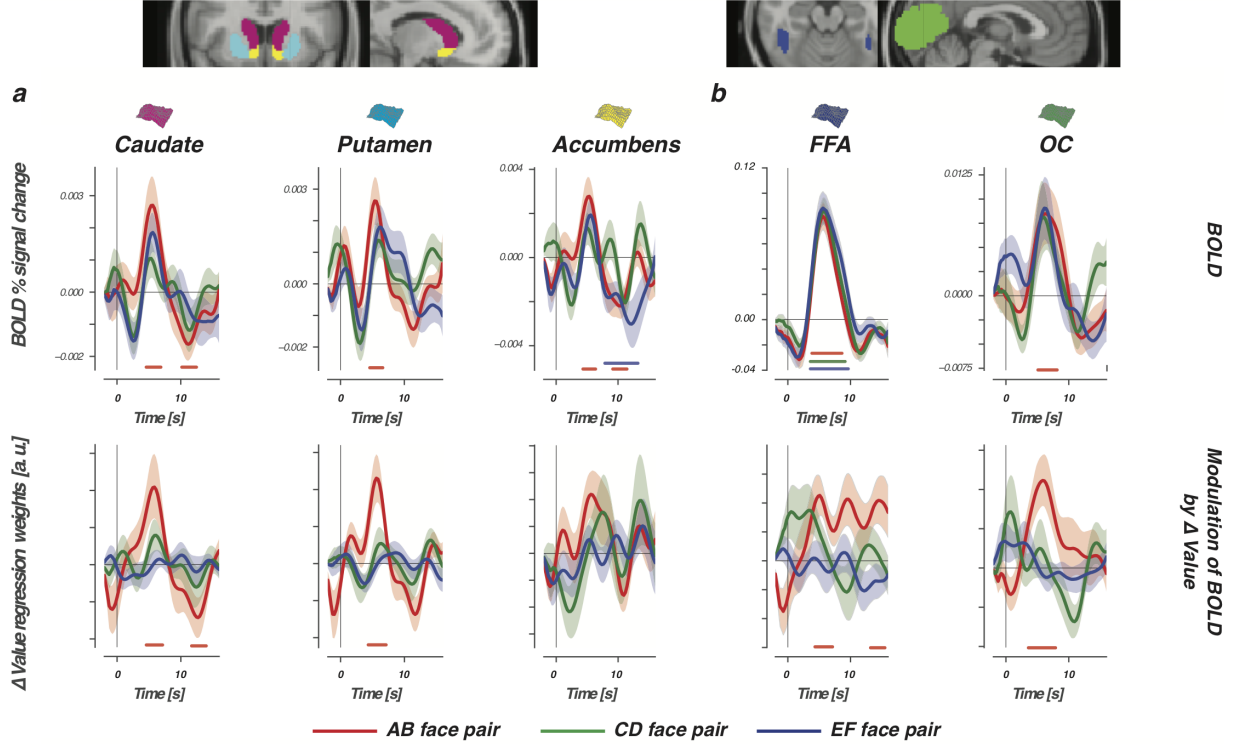 a
b
Caudate
Putamen
Accumbens
FFA
OC
BOLD % signal change
0.003
0.000
−0.002
0.003
0.000
−0.002
0.004
0.000
−0.004
0.12
0.00
-0.04
0.0125
0.0000
-0.0075
BOLD
0 10
Time [s]
0 10
Time [s]
0 10
Time [s]
0 10
Time [s]
0 10
Time [s]
Δ Value regression weights [a. u.]
Modulation of BOLD
by Δ Value
0 10
Time [s]
0 10
Time [s]
0 10
Time [s]
0 10
Time [s]
0 10
Time [s]
AB face pair
CD face pair
EF face pair